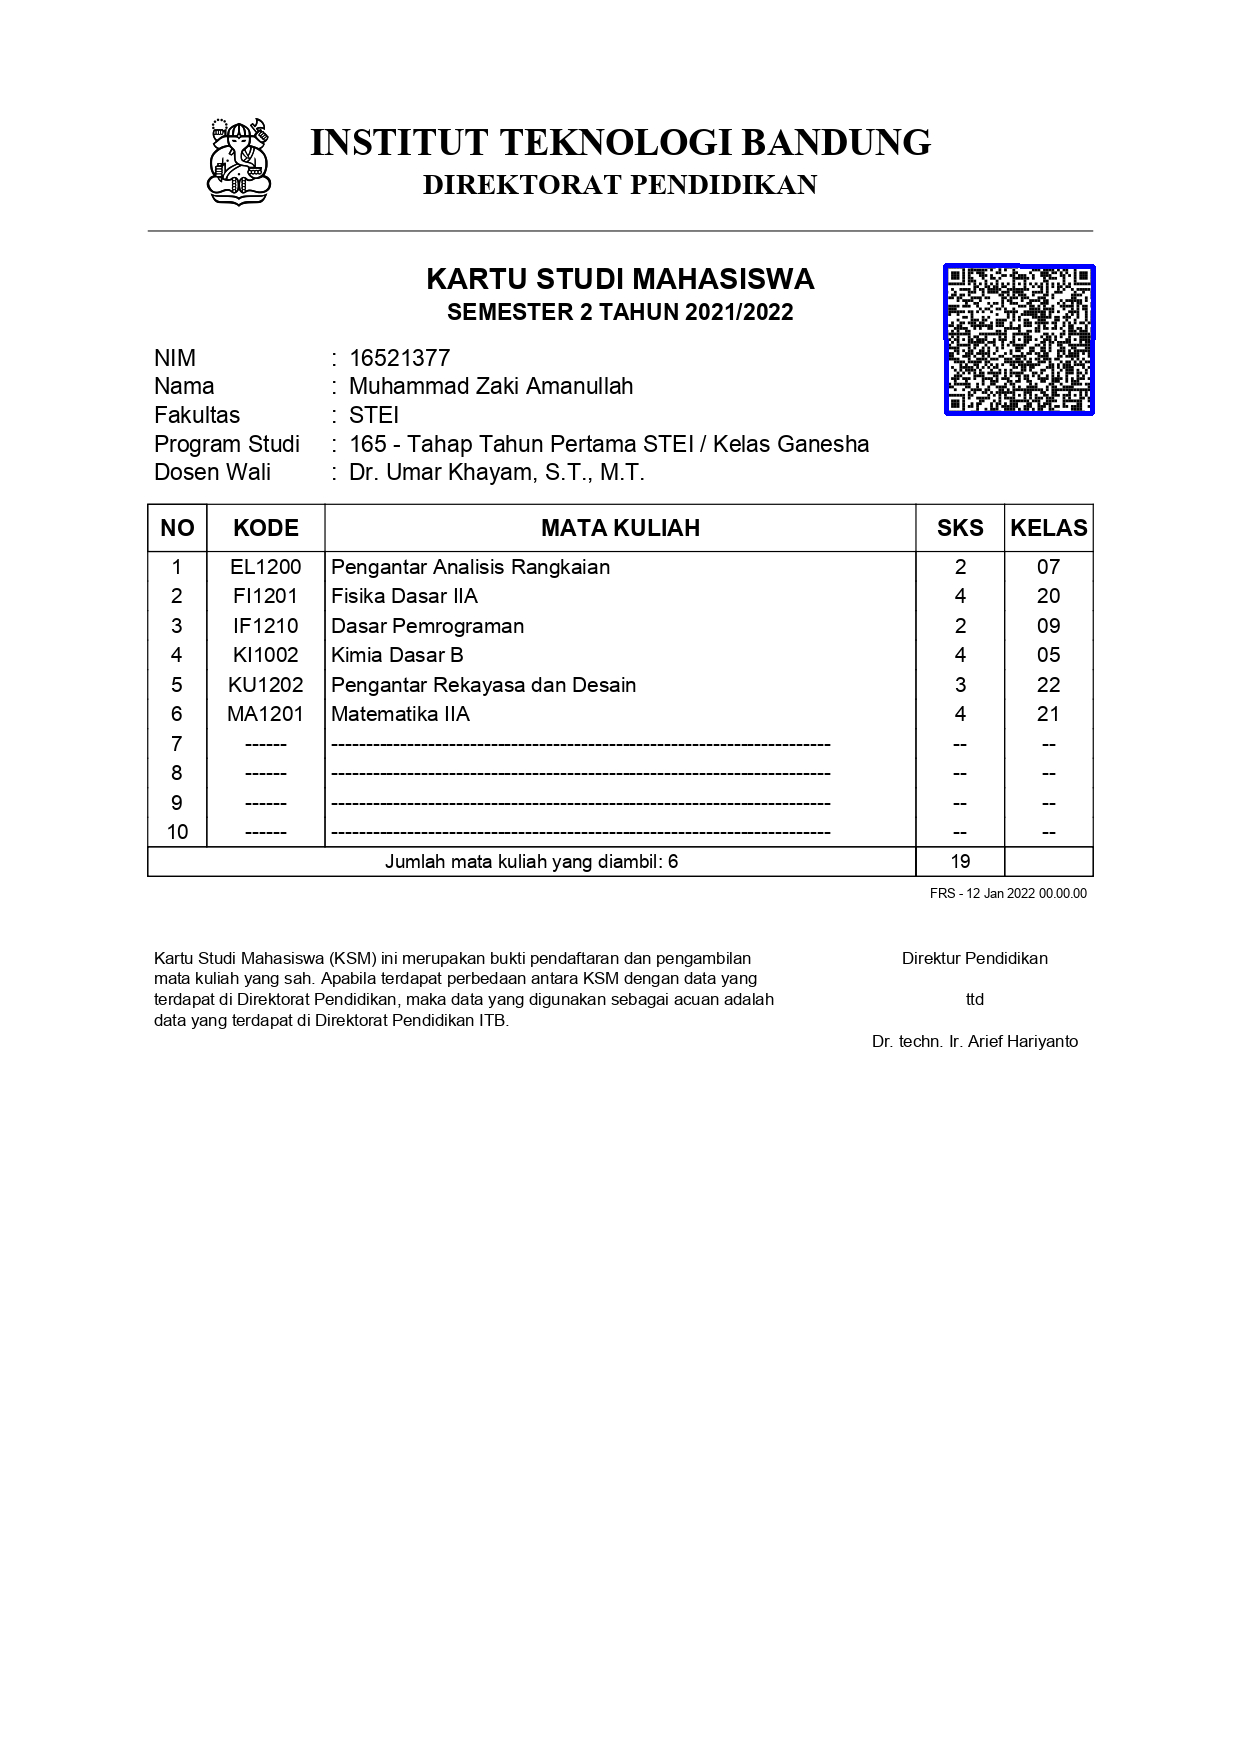 INSTITUT TEKNOLOGI BANDUNG
DIREKTORAT PENDIDIKAN
KARTU STUDI MAHASISWA
SEMESTER 2 TAHUN 2021/2022
NIM : 16521377
Nama : Muhammad Zaki Amanullah
Fakultas : STEI
Program Studi : 165 - Tahap Tahun Pertama STEI / Kelas Ganesha
Dosen Wali : Dr. Umar Khayam, S.T., M.T.
NO KODE MATA KULIAH SKS KELAS
1 EL1200 Pengantar Analisis Rangkaian 2 07
2 FI1201 Fisika Dasar IIA 4 20
3 IF1210 Dasar Pemrograman 2 09
4 KI1002 Kimia Dasar B 4 05
5 KU1202 Pengantar Rekayasa dan Desain 3 22
6 MA1201 Matematika IIA 4 21
7 ------ ------------------------------------------------------------------------ -- --
8 ------ ------------------------------------------------------------------------ -- --
9 ------ ------------------------------------------------------------------------ -- --
10 ------ ------------------------------------------------------------------------ -- --
Jumlah mata kuliah yang diambil: 6 19
FRS - 12 Jan 2022 00.00.00
Kartu Studi Mahasiswa (KSM) ini merupakan bukti pendaftaran dan pengambilan
mata kuliah yang sah. Apabila terdapat perbedaan antara KSM dengan data yang
terdapat di Direktorat Pendidikan, maka data yang digunakan sebagai acuan adalah
data yang terdapat di Direktorat Pendidikan ITB.
Direktur Pendidikan
ttd
Dr. techn. Ir. Arief Hariyanto